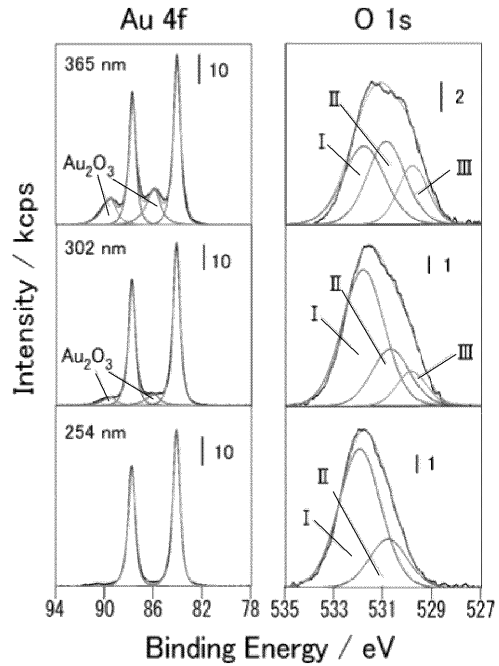 Au 4f
O 1s
365 nm
10
Au₂O₃
2
I
II
III
302 nm
10
Au₂O₃
1
I
II
III
254 nm
10
1
I
II
94 90 86 82 78
535 533 531 529 527
Intensity / kcps
Binding Energy / eV